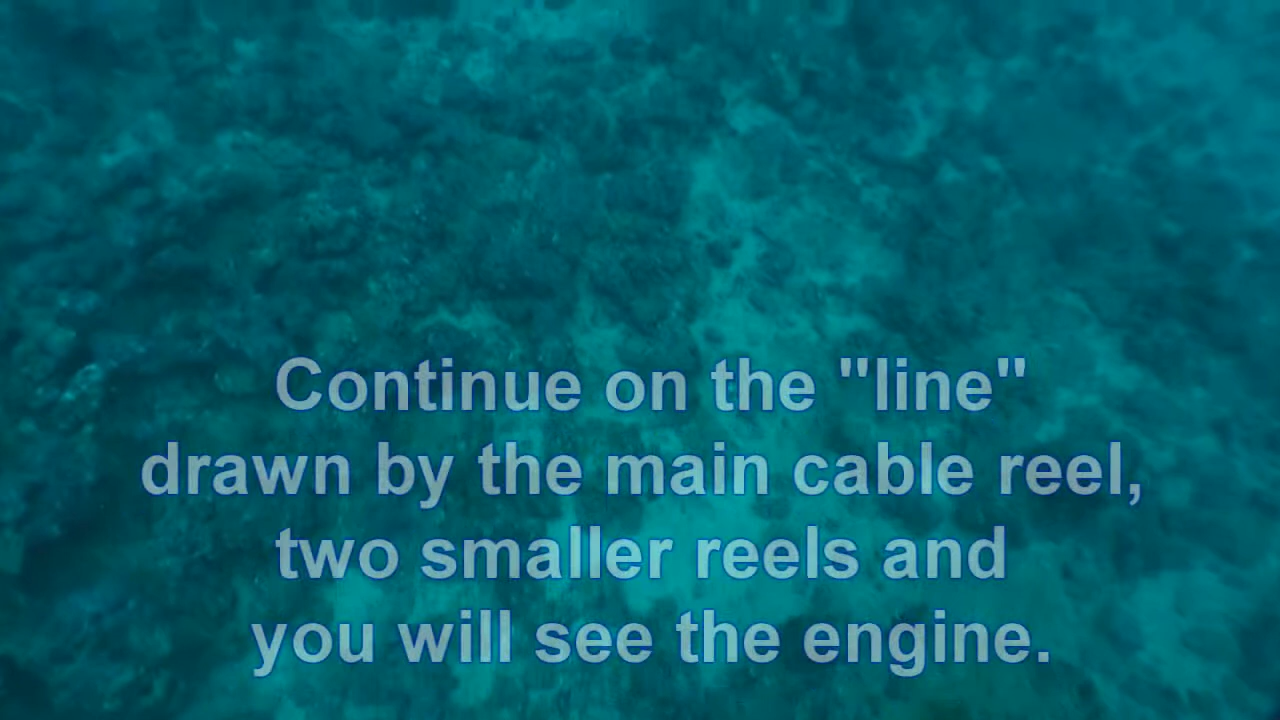 Continue on the "line"
drawn by the main cable reel,
two smaller reels and
you will see the engine.